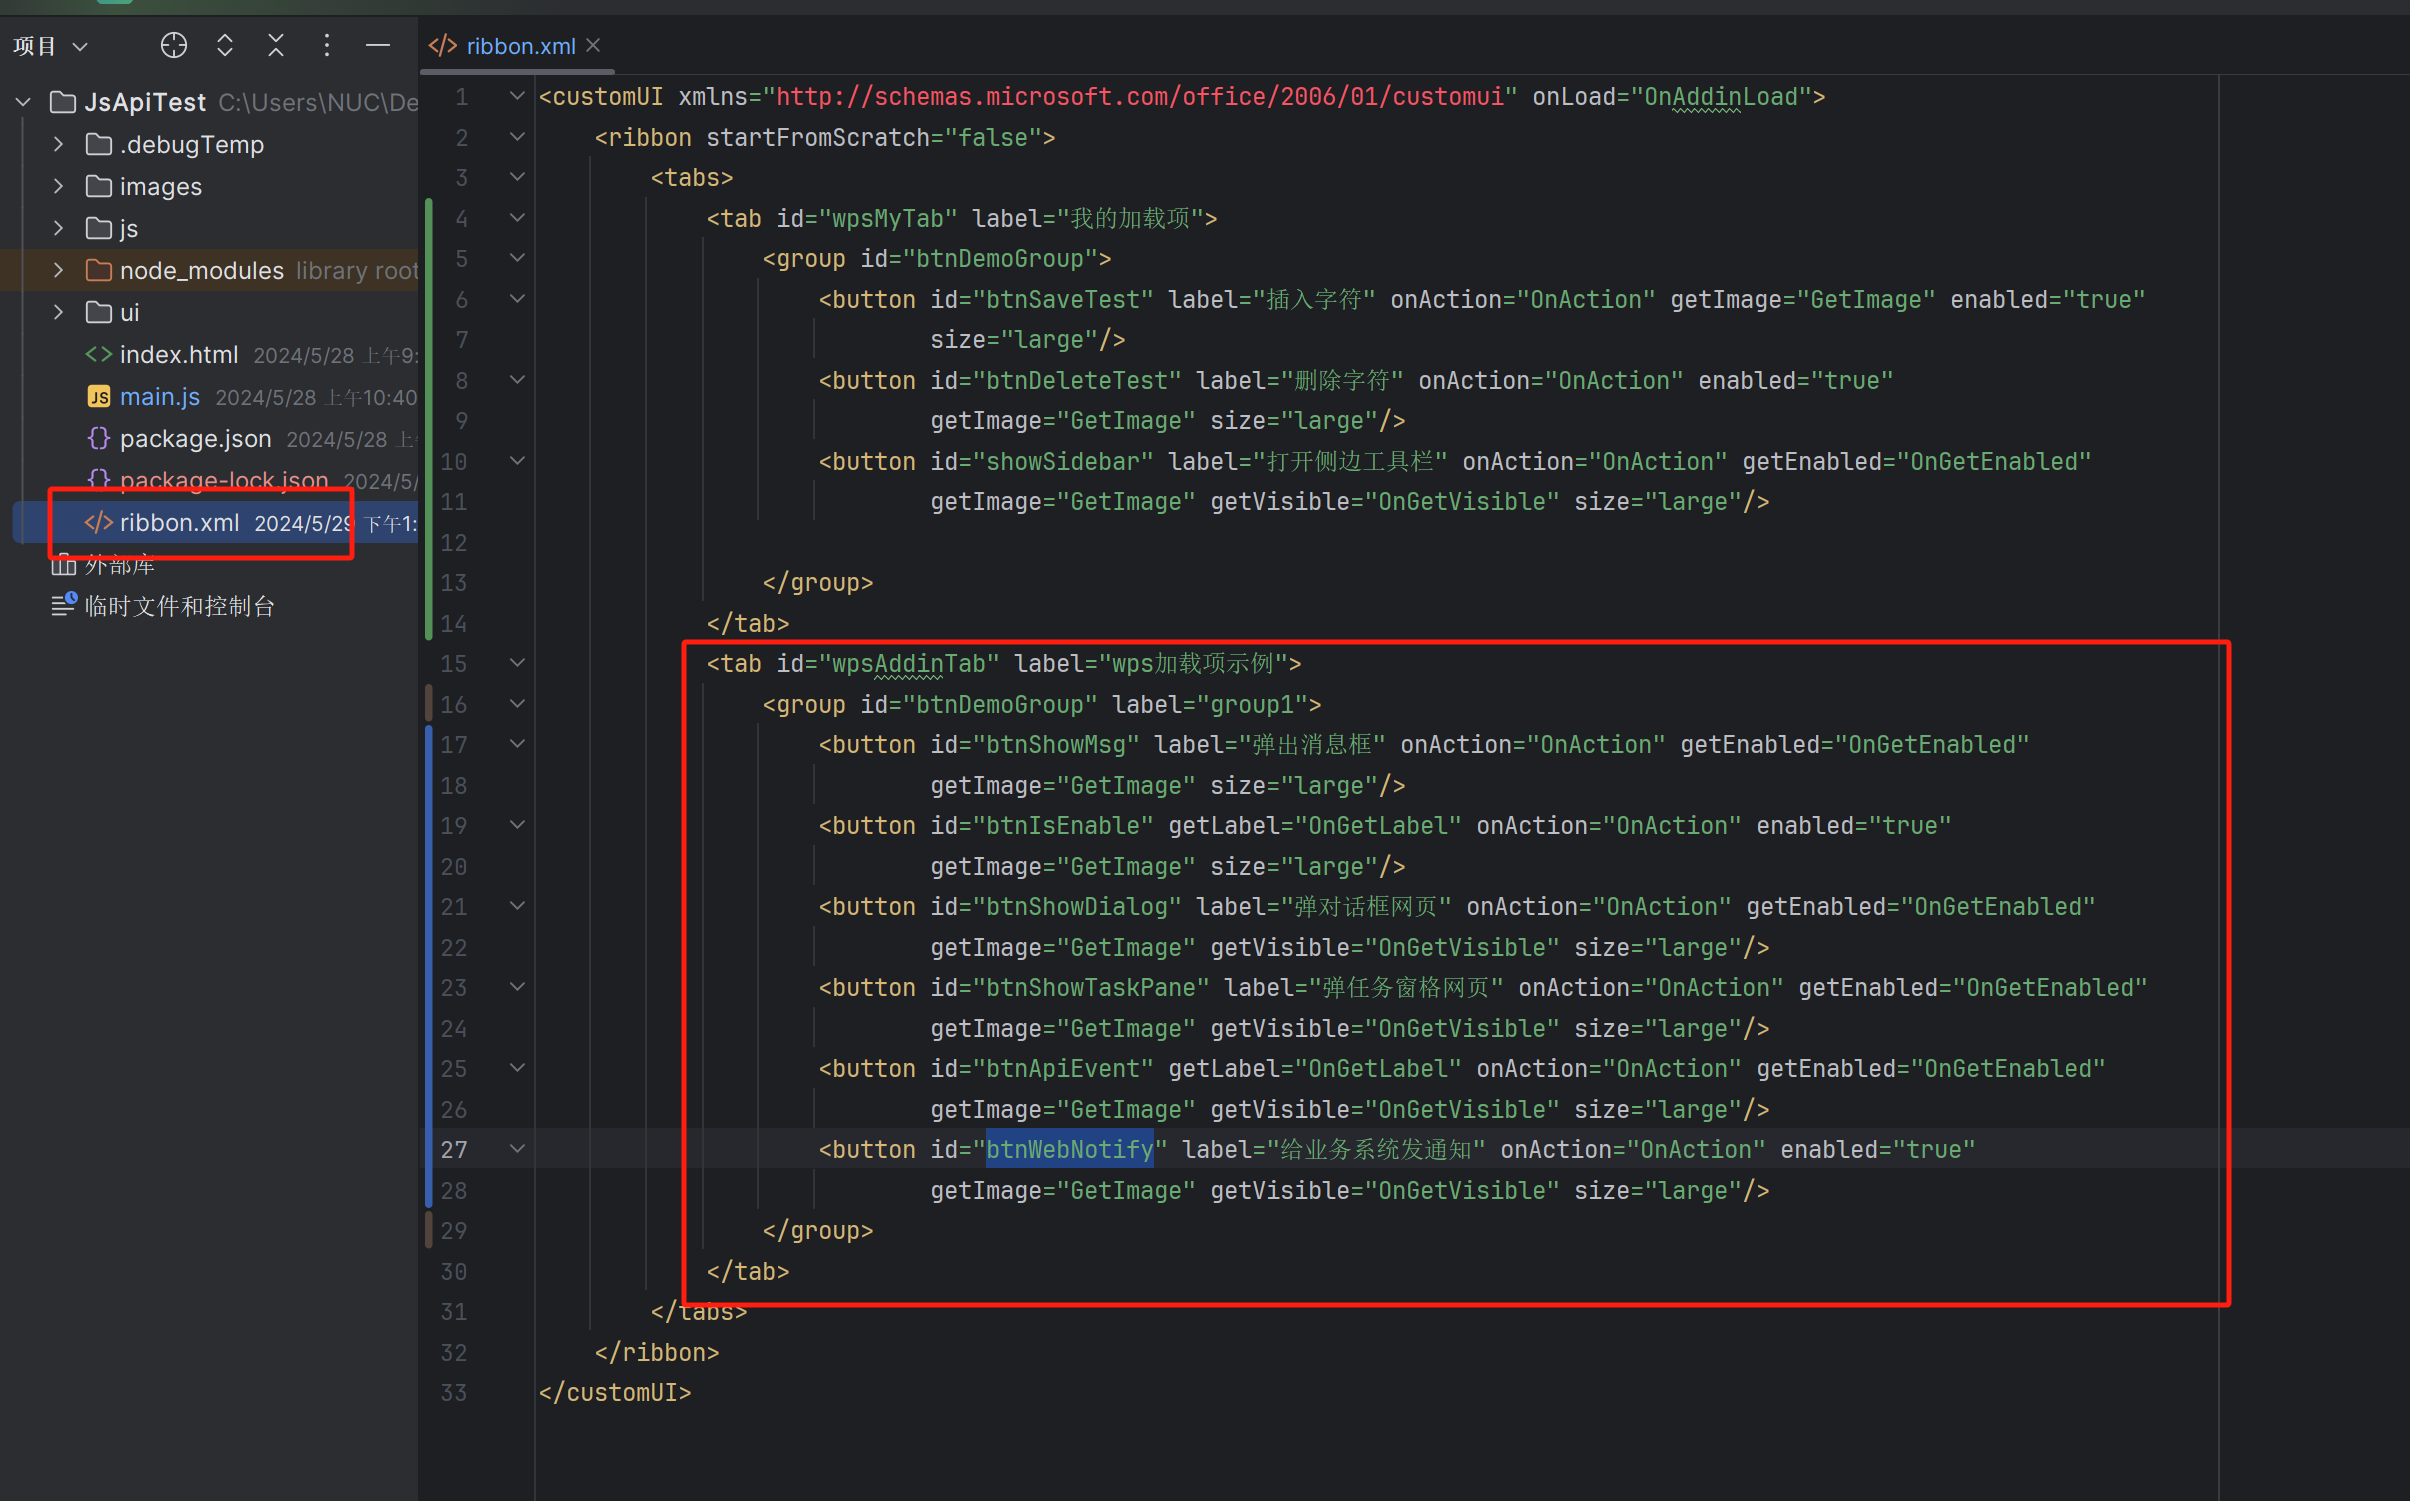 项目
JsApiTest C:\Users\NUC\De
.debugTemp
images
js
node_modules library root
ui
index.html 2024/5/28 上午9:
main.js 2024/5/28 上午10:40
package.json 2024/5/28 上
package-lock.json 2024/5/
ribbon.xml 2024/5/29 下午1:
外部库
临时文件和控制台
ribbon.xml
1 <customUI xmlns="http://schemas.microsoft.com/office/2006/01/customui" onLoad="OnAddinLoad">
2 <ribbon startFromScratch="false">
3 <tabs>
4 <tab id="wpsMyTab" label="我的加载项">
5 <group id="btnDemoGroup">
6 <button id="btnSaveTest" label="插入字符" onAction="OnAction" getImage="GetImage" enabled="true"
7 size="large"/>
8 <button id="btnDeleteTest" label="删除字符" onAction="OnAction" enabled="true"
9 getImage="GetImage" size="large"/>
10 <button id="showSidebar" label="打开侧边工具栏" onAction="OnAction" getEnabled="OnGetEnabled"
11 getImage="GetImage" getVisible="OnGetVisible" size="large"/>
12
13 </group>
14 </tab>
15 <tab id="wpsAddinTab" label="wps加载项示例">
16 <group id="btnDemoGroup" label="group1">
17 <button id="btnShowMsg" label="弹出消息框" onAction="OnAction" getEnabled="OnGetEnabled"
18 getImage="GetImage" size="large"/>
19 <button id="btnIsEnable" getLabel="OnGetLabel" onAction="OnAction" enabled="true"
20 getImage="GetImage" size="large"/>
21 <button id="btnShowDialog" label="弹对话框网页" onAction="OnAction" getEnabled="OnGetEnabled"
22 getImage="GetImage" getVisible="OnGetVisible" size="large"/>
23 <button id="btnShowTaskPane" label="弹任务窗格网页" onAction="OnAction" getEnabled="OnGetEnabled"
24 getImage="GetImage" getVisible="OnGetVisible" size="large"/>
25 <button id="btnApiEvent" getLabel="OnGetLabel" onAction="OnAction" getEnabled="OnGetEnabled"
26 getImage="GetImage" getVisible="OnGetVisible" size="large"/>
27 <button id="btnWebNotify" label="给业务系统发通知" onAction="OnAction" enabled="true"
28 getImage="GetImage" getVisible="OnGetVisible" size="large"/>
29 </group>
30 </tab>
31 </tabs>
32 </ribbon>
33 </customUI>